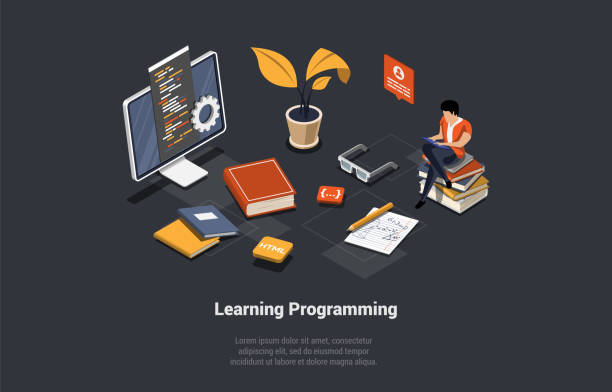 {...}
HTML
Learning Programming
Lorem ipsum dolor sit amet, consectetur
adipiscing elit, sed do eiusmod tempor
incididunt ut labore et dolore magna aliqua.